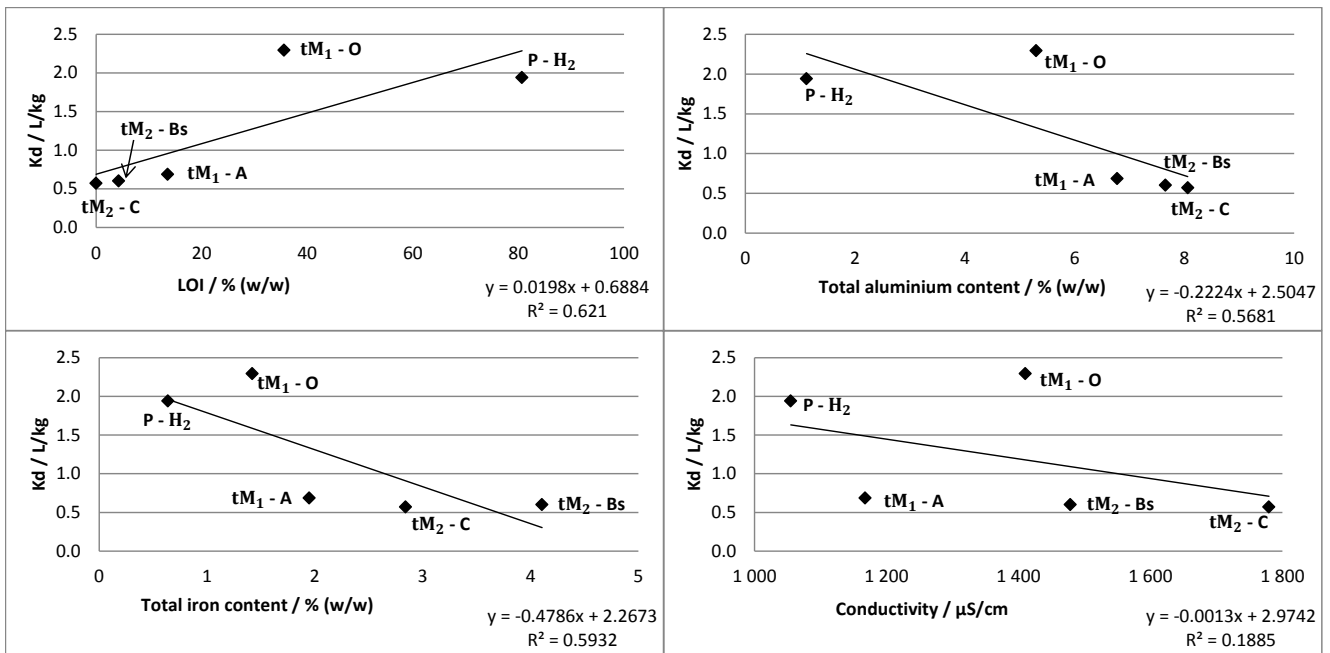 2.5
2.0
1.5
1.0
0.5
0.0
Kd / L/kg
tM₁ - O
P - H₂
tM₂ - Bs
tM₁ - A
tM₂ - C
0 20 40 60 80 100
LOI / % (w/w)
y = 0.0198x + 0.6884
R² = 0.621
2.5
2.0
1.5
1.0
0.5
0.0
Kd / L/kg
tM₁ - O
P - H₂
tM₂ - Bs
tM₁ - A
tM₂ - C
0 2 4 6 8 10
Total aluminium content / % (w/w)
y = -0.2224x + 2.5047
R² = 0.5681
2.5
2.0
1.5
1.0
0.5
0.0
Kd / L/kg
tM₁ - O
P - H₂
tM₁ - A
tM₂ - C
tM₂ - Bs
0 1 2 3 4 5
Total iron content / % (w/w)
y = -0.4786x + 2.2673
R² = 0.5932
2.5
2.0
1.5
1.0
0.5
0.0
Kd / L/kg
tM₁ - O
P - H₂
tM₁ - A
tM₂ - Bs
tM₂ - C
1 000 1 200 1 400 1 600 1 800
Conductivity / µS/cm
y = -0.0013x + 2.9742
R² = 0.1885